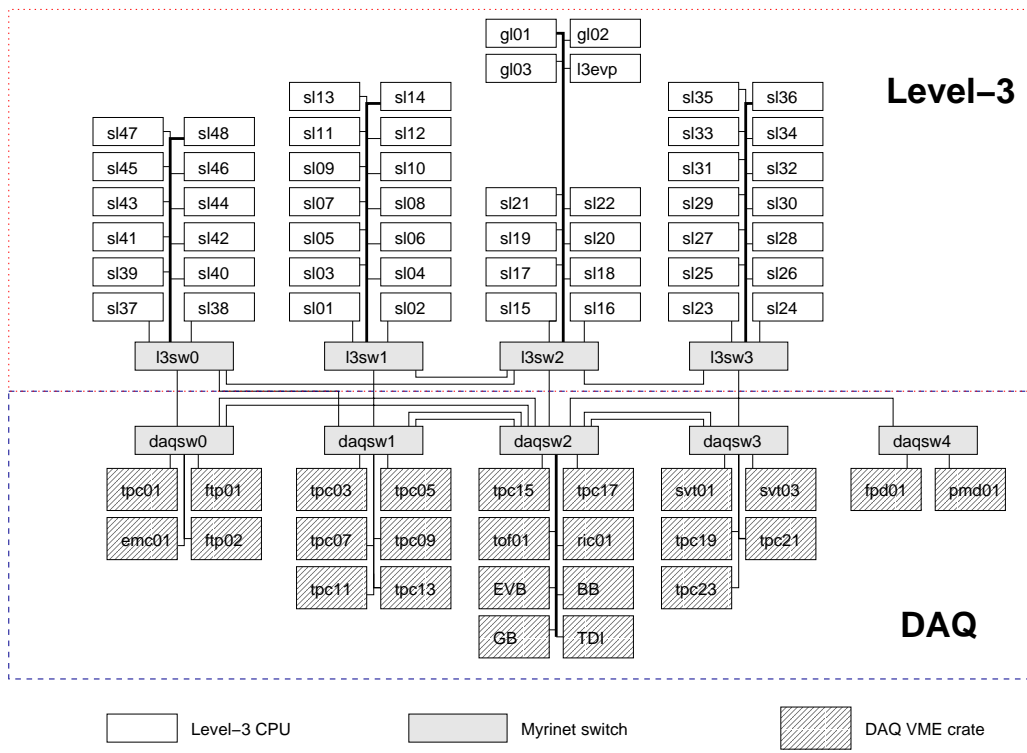 gl01 gl02
gl03 l3evp
Level–3
sl13 sl14 sl35 sl36
sl47 sl48 sl11 sl12 sl33 sl34
sl45 sl46 sl09 sl10 sl31 sl32
sl43 sl44 sl07 sl08 sl21 sl22 sl29 sl30
sl41 sl42 sl05 sl06 sl19 sl20 sl27 sl28
sl39 sl40 sl03 sl04 sl17 sl18 sl25 sl26
sl37 sl38 sl01 sl02 sl15 sl16 sl23 sl24
l3sw0 l3sw1 l3sw2 l3sw3
daqsw0 daqsw1 daqsw2 daqsw3 daqsw4
tpc01 ftp01 tpc03 tpc05 tpc15 tpc17 svt01 svt03 fpd01 pmd01
emc01 ftp02 tpc07 tpc09 tof01 ric01 tpc19 tpc21
tpc11 tpc13 EVB BB tpc23
GB TDI
DAQ
Level–3 CPU Myrinet switch DAQ VME crate